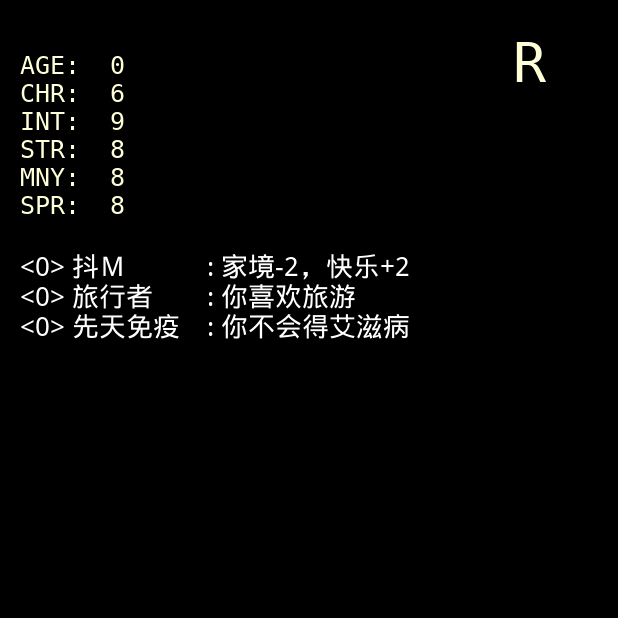 R
AGE: 0
CHR: 6
INT: 9
STR: 8
MNY: 8
SPR: 8
<0> 抖M : 家境-2，快乐+2
<0> 旅行者 : 你喜欢旅游
<0> 先天免疫 : 你不会得艾滋病